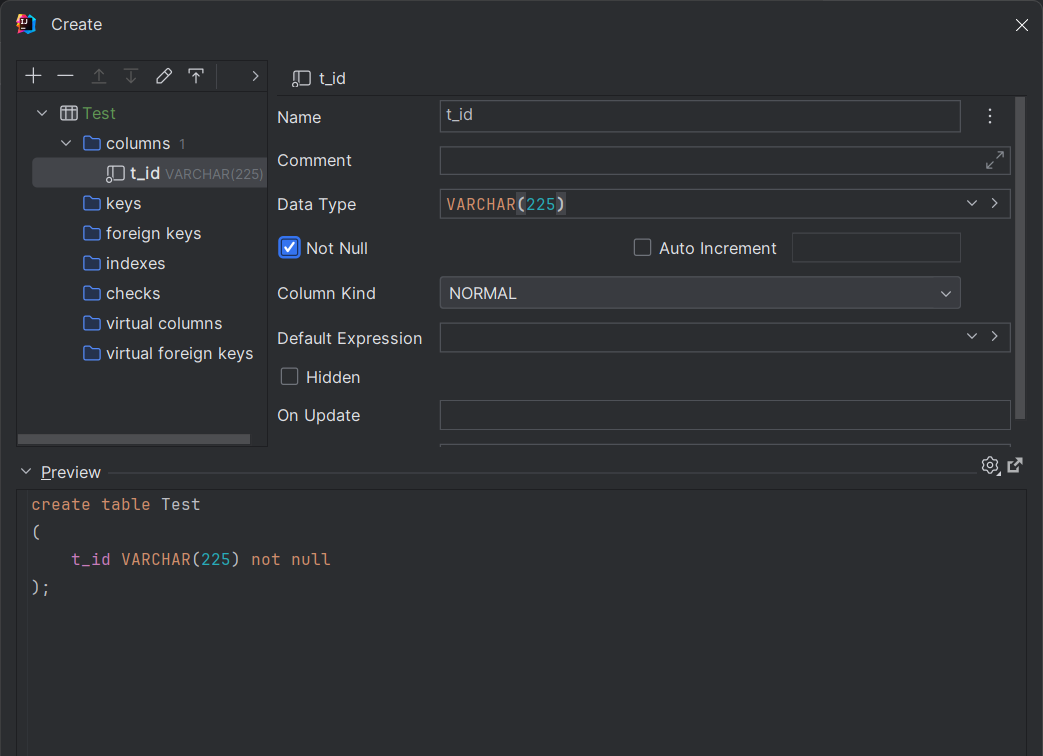 Create
t_id
Test
columns 1
t_id VARCHAR(225)
keys
foreign keys
indexes
checks
virtual columns
virtual foreign keys
Name t_id
Comment
Data Type VARCHAR(225)
Not Null Auto Increment
Column Kind NORMAL
Default Expression
Hidden
On Update
Preview
create table Test
(
t_id VARCHAR(225) not null
);